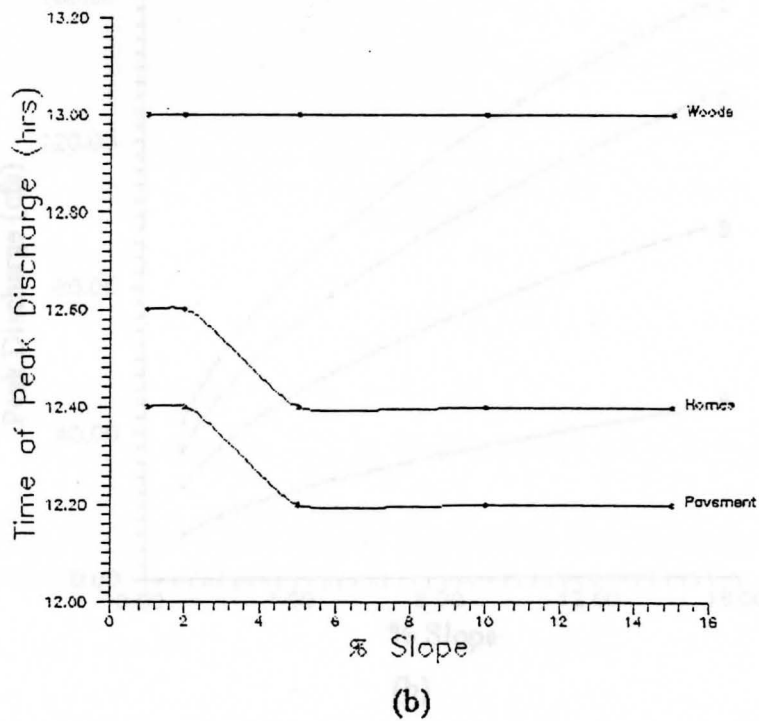 13.20
13.00
12.80
12.60
12.40
12.20
12.00
Time of Peak Discharge (hrs)
Woods
Homes
Pavement
0 2 4 6 8 10 12 14 16
% Slope
(b)